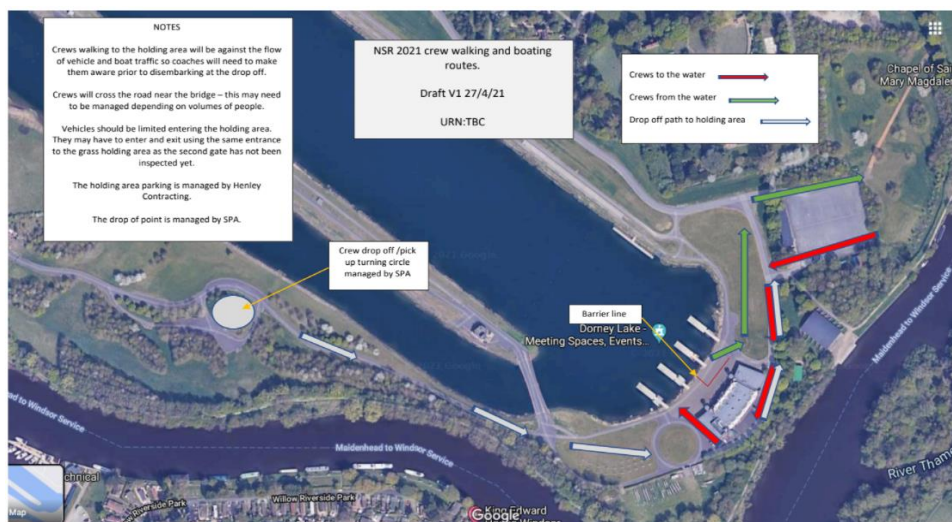 NOTES
Crews walking to the holding area will be against the flow
of vehicle and boat traffic so coaches will need to make
them aware prior to disembarking at the drop off.
Crews will cross the road near the bridge – this may need
to be managed depending on volumes of people.
Vehicles should be limited entering the holding area.
They may have to enter and exit using the same entrance
to the grass holding area as the second gate has not been
inspected yet.
The holding area parking is managed by Henley
Contracting.
The drop of point is managed by SPA.
NSR 2021 crew walking and boating
routes.
Draft V1 27/4/21
URN:TBC
Crews to the water
Crews from the water
Drop off path to holding area
Chapel of Sai
Mary Magdale
Crew drop off /pick
up turning circle
managed by SPA
Barrier line
Dorney Lake -
Meeting Spaces, Events...
Maidenhead to Windsor Service
head to Windsor Service
Maidenhead to Windsor Service
River Tham
chnical
Map
Riverside Park
Willow Riverside Park
King Edward
Google
Windsor